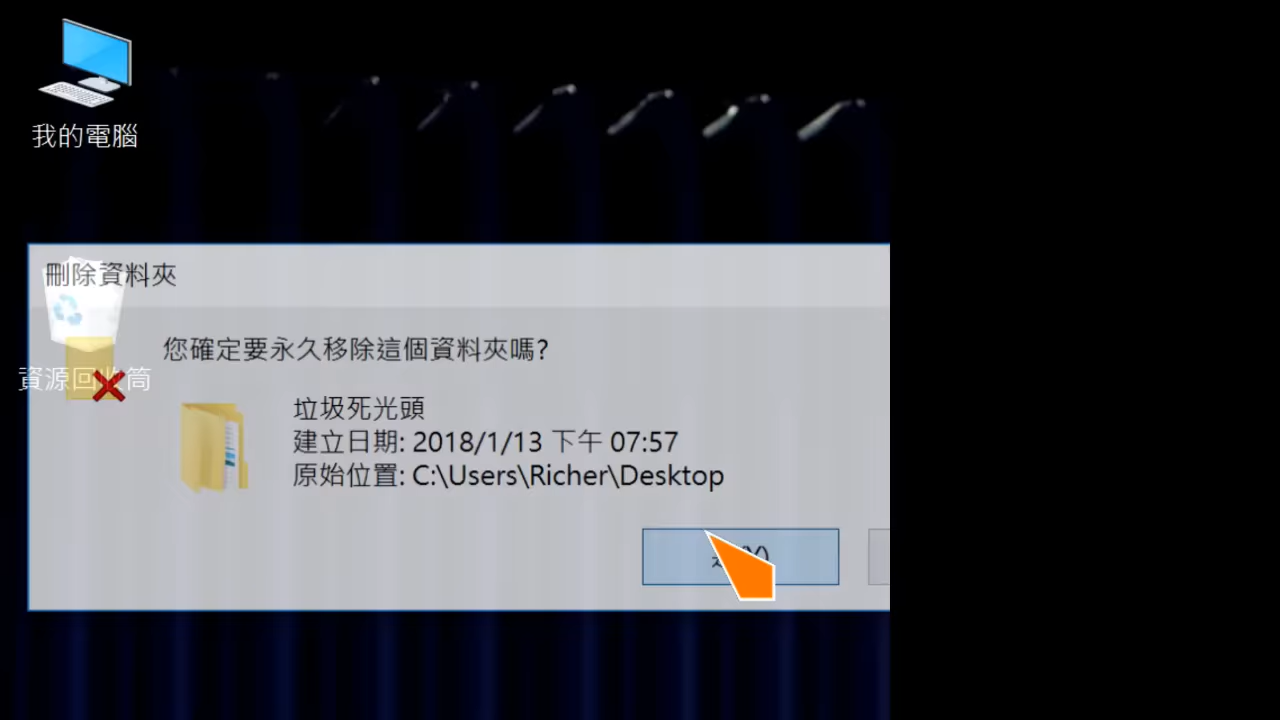 我的電腦
刪除資料夾
您確定要永久移除這個資料夾嗎?
資源回收筒
垃圾死光頭
建立日期: 2018/1/13 下午 07:57
原始位置: C:\Users\Richer\Desktop
(Y)